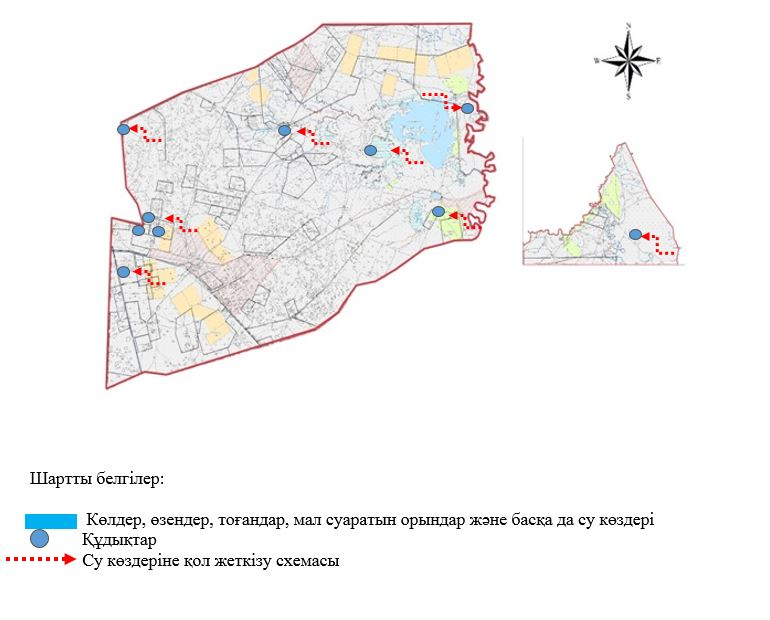 N
W E
S
Шартты белгілер:
Көлдер, өзендер, тоғандар, мал суаратын орындар және басқа да су көздері
Құдықтар
Су көздеріне қол жеткізу схемасы